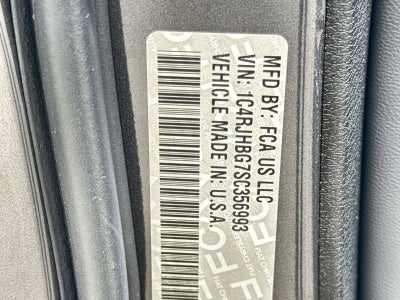 MFD BY: FCA US LLC
VIN: 1C4RJHBG7SC356993
VEHICLE MADE IN: U.S.A.